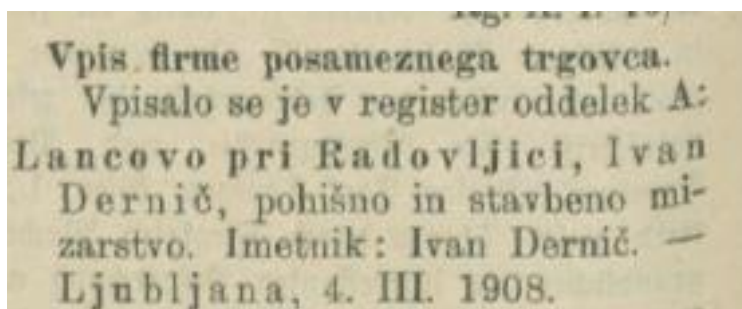 Vpis firme posameznega trgovca.
Vpisalo se je v register oddelek A:
Lancovo pri Radovljici, Ivan
Dernič, pohišno in stavbeno mi-
zarstvo. Imetnik: Ivan Dernič. —
Ljubljana, 4. III. 1908.